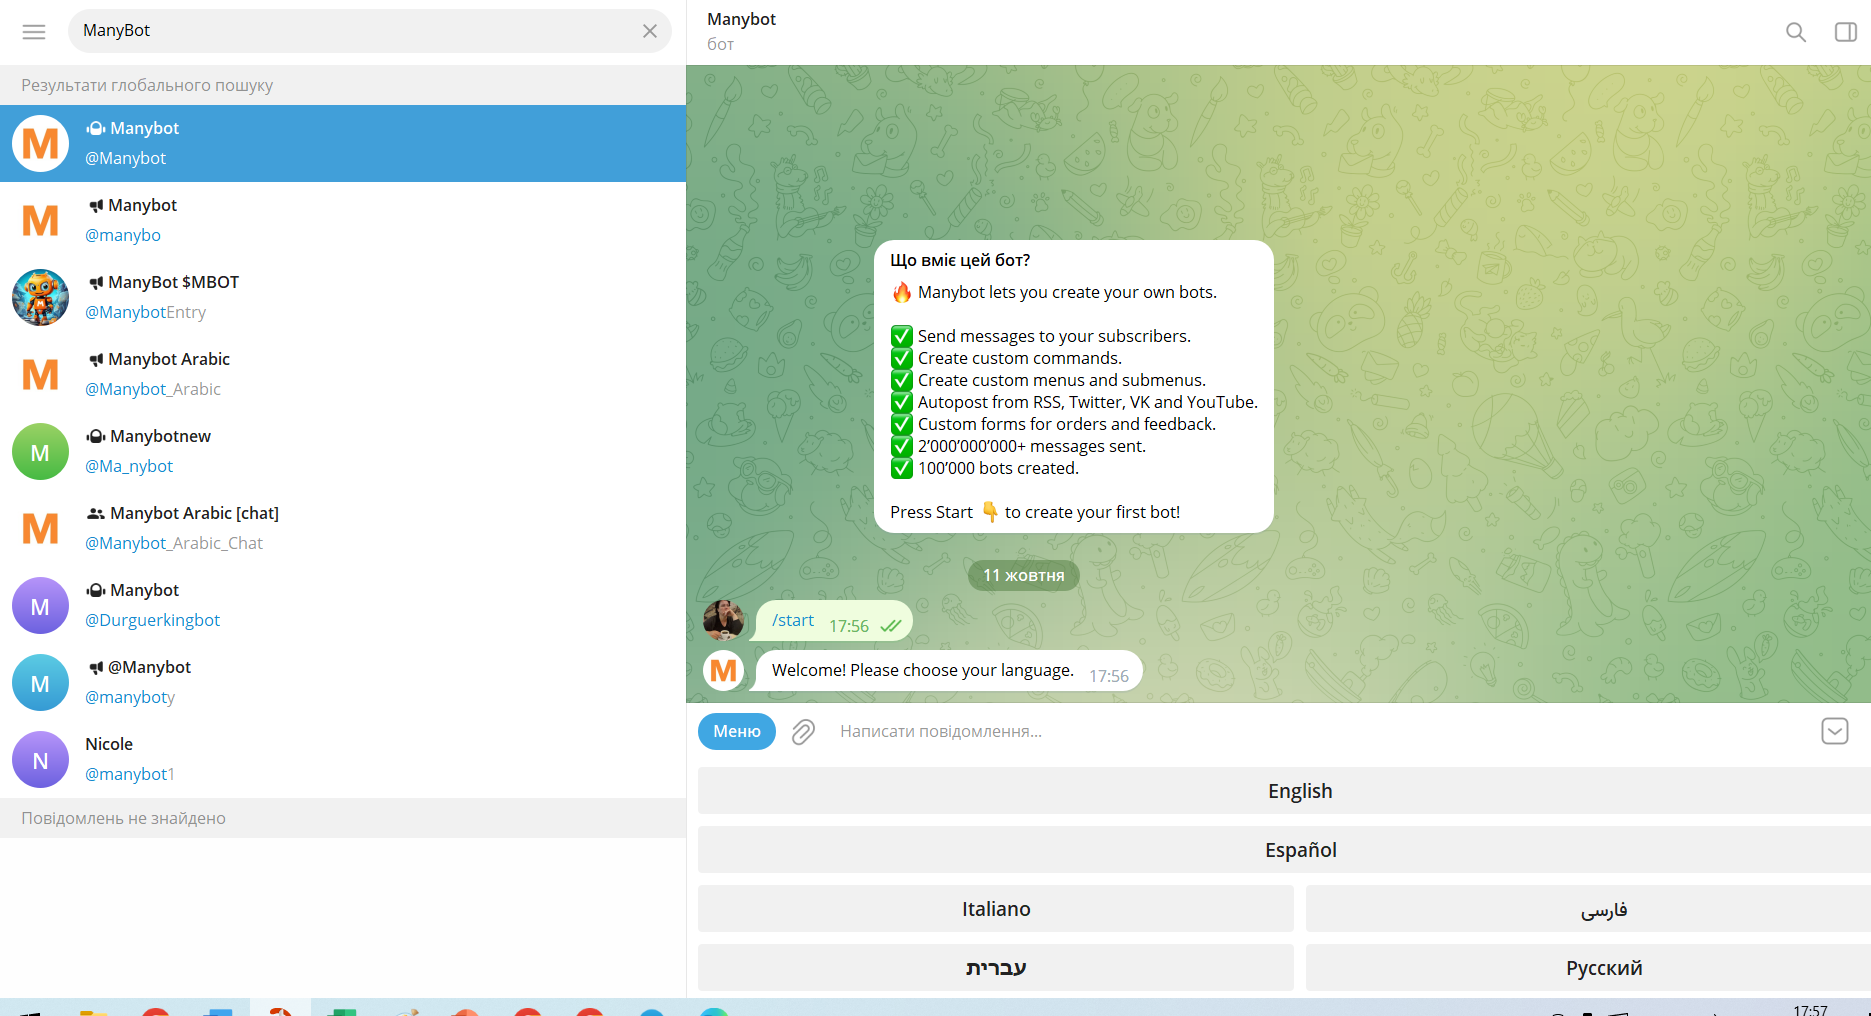 ManyBot
Результати глобального пошуку
M
Manybot
@Manybot
M
Manybot
@manybo
ManyBot $MBOT
@ManybotEntry
M
Manybot Arabic
@Manybot_Arabic
M
Manybotnew
@Ma_nybot
M
Manybot Arabic [chat]
@Manybot_Arabic_Chat
M
Manybot
@Durguerkingbot
M
@Manybot
@manyboty
N
Nicole
@manybot1
Повідомлень не знайдено
Manybot
бот
Що вміє цей бот?
🔥 Manybot lets you create your own bots.
✅ Send messages to your subscribers.
✅ Create custom commands.
✅ Create custom menus and submenus.
✅ Autopost from RSS, Twitter, VK and YouTube.
✅ Custom forms for orders and feedback.
✅ 2’000’000’000+ messages sent.
✅ 100’000 bots created.
Press Start 👇 to create your first bot!
11 жовтня
/start 17:56
M
Welcome! Please choose your language. 17:56
Меню
Написати повідомлення...
English
Español
Italiano
فارسی
עברית
Русский
17:57